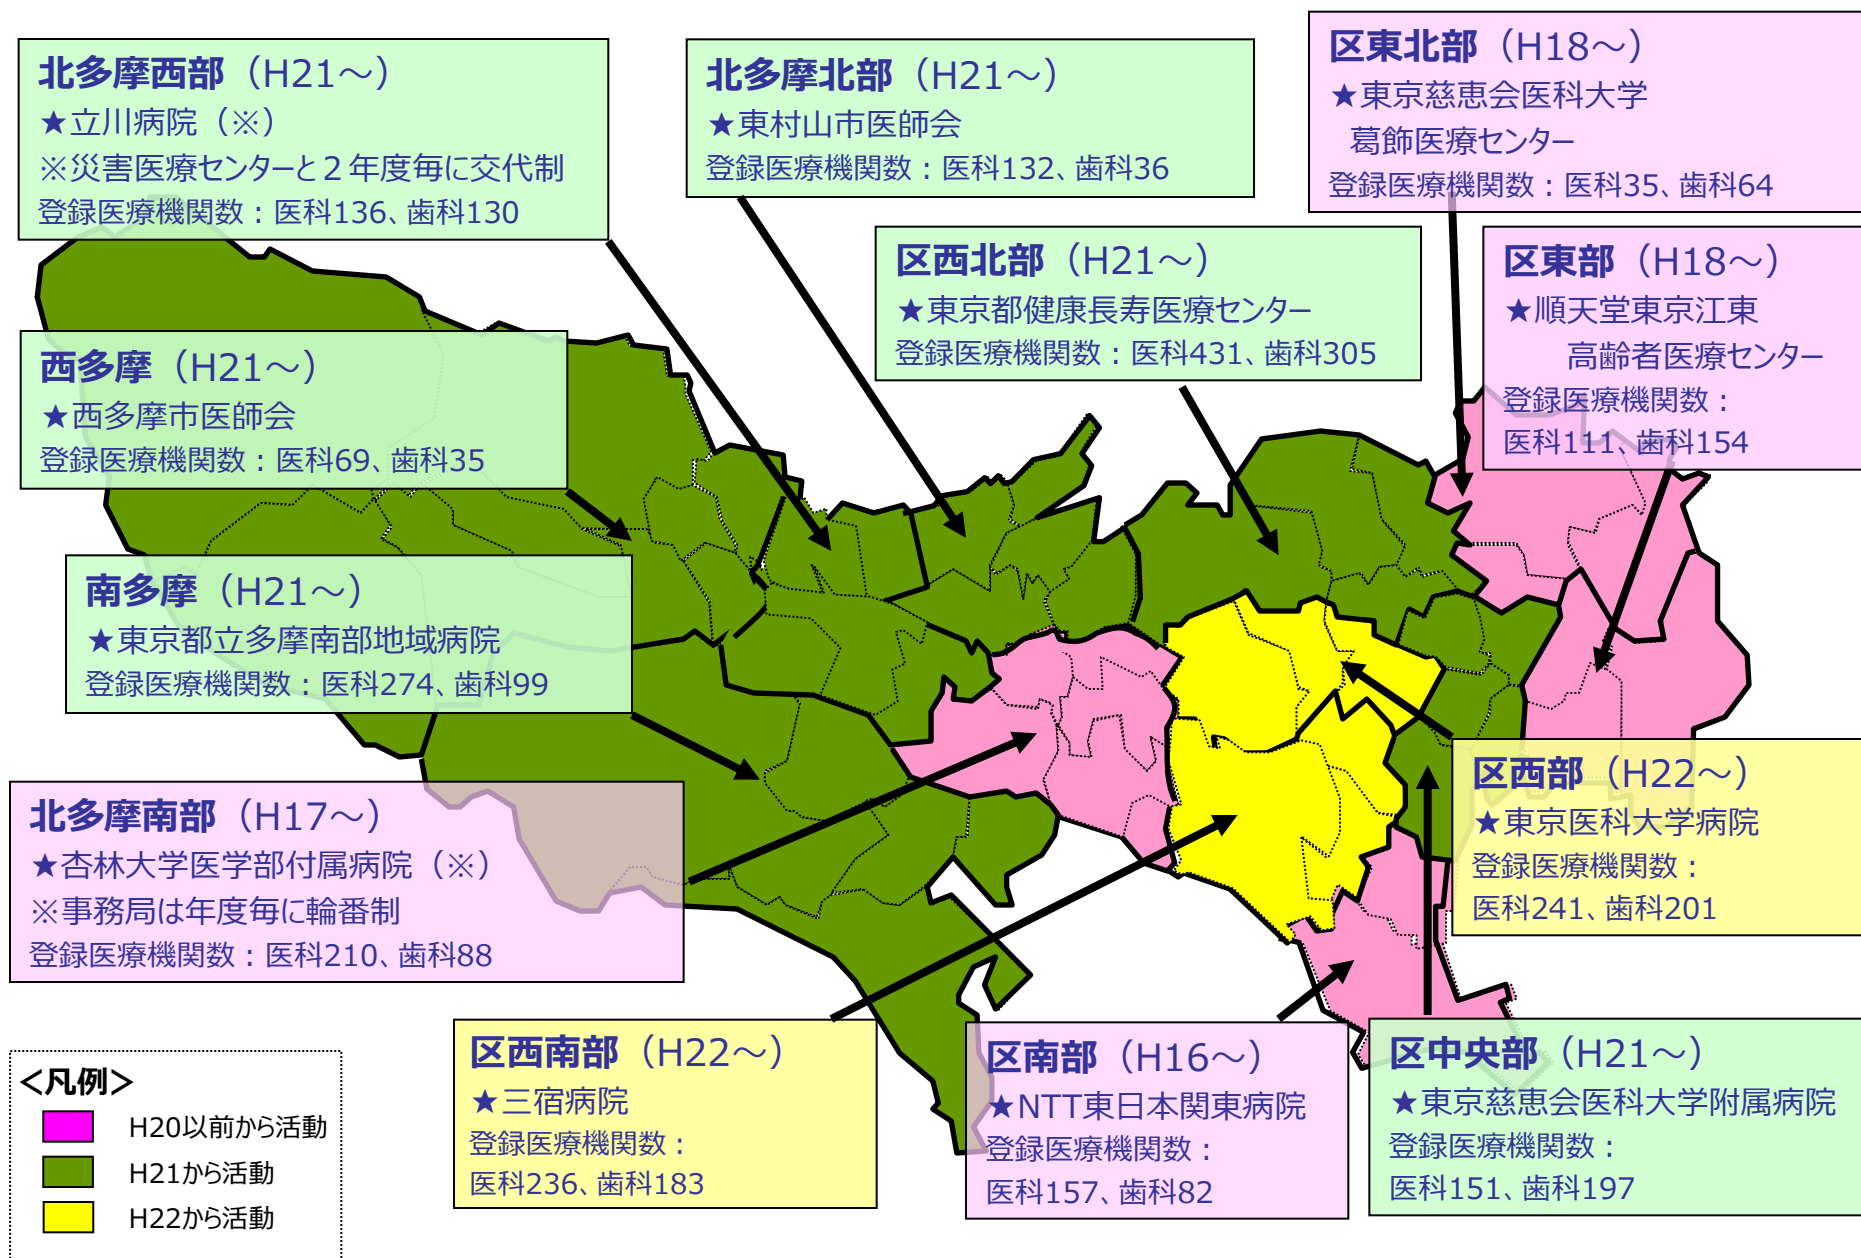 北多摩西部（H21～）
★立川病院（※）
※災害医療センターと２年度毎に交代制
登録医療機関数：医科136、歯科130
北多摩北部（H21～）
★東村山市医師会
登録医療機関数：医科132、歯科36
区東北部（H18～）
★東京慈恵会医科大学
葛飾医療センター
登録医療機関数：医科35、歯科64
区西北部（H21～）
★東京都健康長寿医療センター
登録医療機関数：医科431、歯科305
区東部（H18～）
★順天堂東京江東
高齢者医療センター
登録医療機関数：
医科111、歯科154
西多摩（H21～）
★西多摩市医師会
登録医療機関数：医科69、歯科35
南多摩（H21～）
★東京都立多摩南部地域病院
登録医療機関数：医科274、歯科99
北多摩南部（H17～）
★杏林大学医学部付属病院（※）
※事務局は年度毎に輪番制
登録医療機関数：医科210、歯科88
区西部（H22～）
★東京医科大学病院
登録医療機関数：
医科241、歯科201
区西南部（H22～）
★三宿病院
登録医療機関数：
医科236、歯科183
区南部（H16～）
★NTT東日本関東病院
登録医療機関数：
医科157、歯科82
区中央部（H21～）
★東京慈恵会医科大学附属病院
登録医療機関数：
医科151、歯科197
＜凡例＞
H20以前から活動
H21から活動
H22から活動